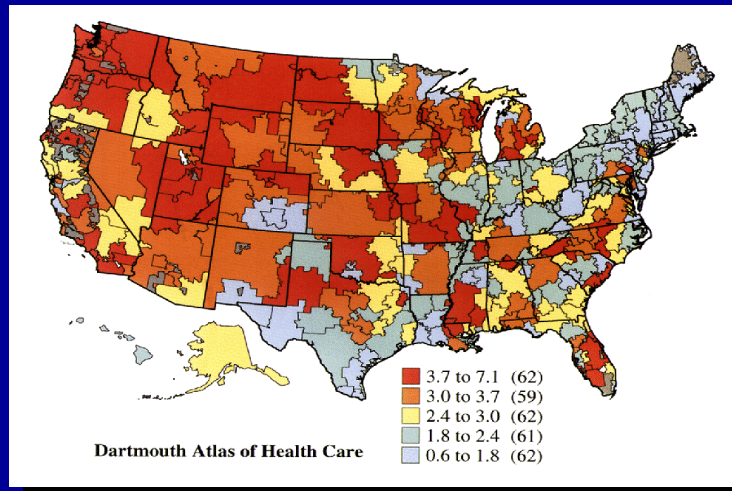 3.7 to 7.1 (62)
3.0 to 3.7 (59)
2.4 to 3.0 (62)
1.8 to 2.4 (61)
0.6 to 1.8 (62)
Dartmouth Atlas of Health Care